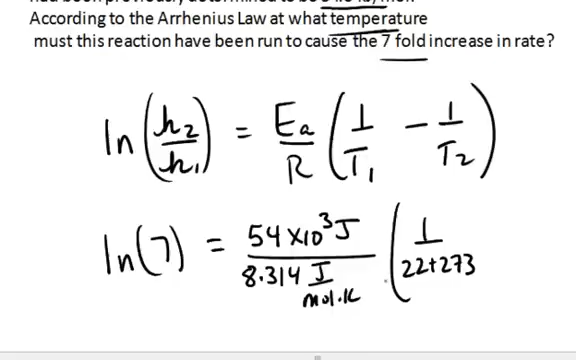 According to the Arrhenius Law at what temperature
must this reaction have been run to cause the 7 fold increase in rate?
ln(k2/k1) = Ea/R (1/T1 - 1/T2)
ln(7) = 54×10³J / 8.314 J/mol.K (1/22+273